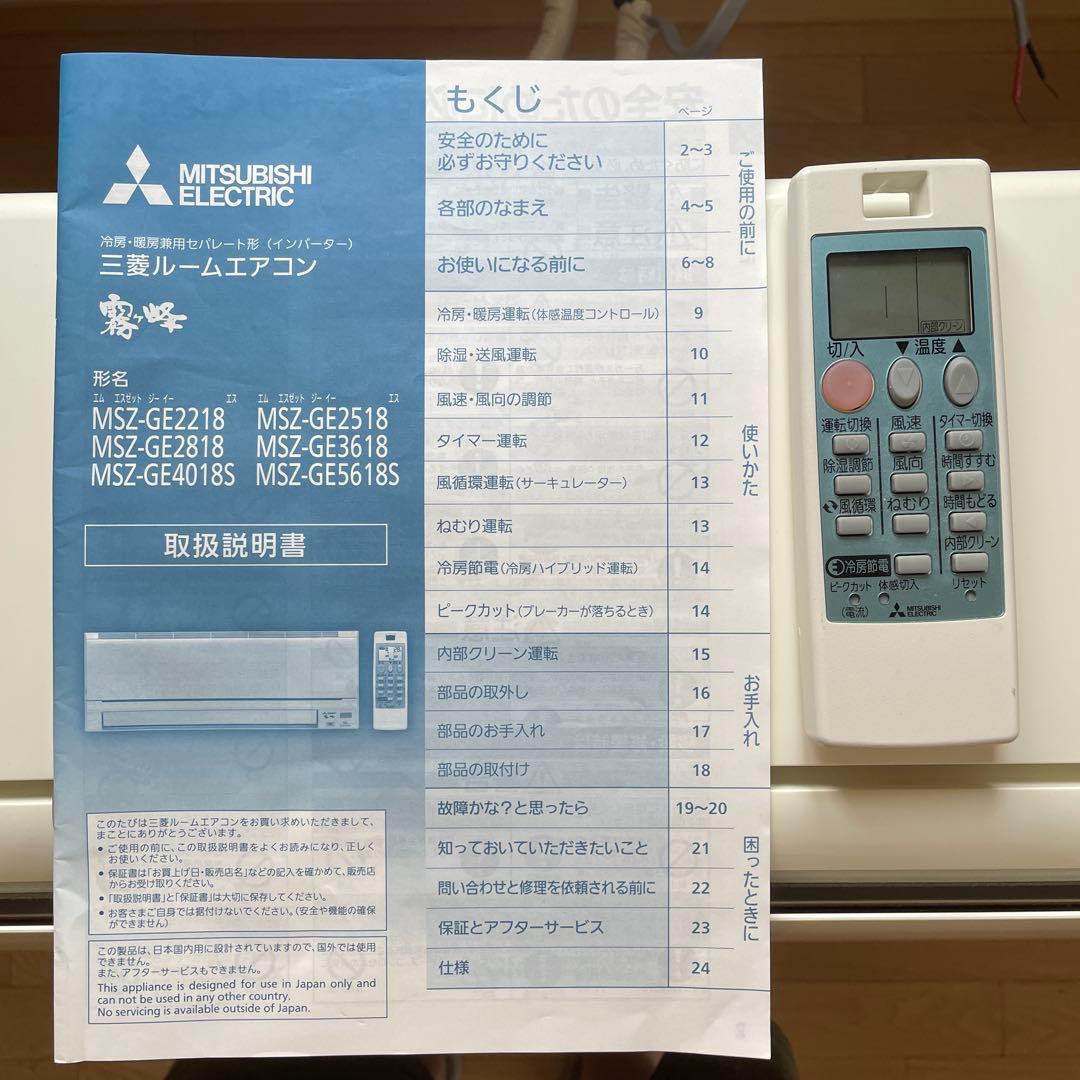 MITSUBISHI
ELECTRIC
冷房・暖房兼用セパレート形（インバーター）
三菱ルームエアコン
霧ヶ峰
形名
エム エスゼット ジー イー エス エム エスゼット ジー イー エス
MSZ-GE2218 MSZ-GE2518
MSZ-GE2818 MSZ-GE3618
MSZ-GE4018S MSZ-GE5618S
取扱説明書
このたびは三菱ルームエアコンをお買い求めいただきまして、
まことにありがとうございます。
● ご使用の前に、この取扱説明書をよくお読みになり、正しく
お使いください。
● 保証書は「お買上げ日・販売店名」などの記入を確かめて、販売店
からお受け取りください。
● 「取扱説明書」と「保証書」は大切に保存してください。
● お客さまご自身では据付けないでください。（安全や機能の確保
ができません）
この製品は、日本国内用に設計されていますので、国外では使用
できません。
また、アフターサービスもできません。
This appliance is designed for use in Japan only and
can not be used in any other country.
No servicing is available outside of Japan.
もくじ
ページ
ご使用の前に
安全のために
必ずお守りください 2〜3
各部のなまえ 4〜5
お使いになる前に 6〜8
使いかた
冷房・暖房運転（体感温度コントロール） 9
除湿・送風運転 10
風速・風向の調節 11
タイマー運転 12
風循環運転（サーキュレーター） 13
ねむり運転 13
冷房節電（冷房ハイブリッド運転） 14
ピークカット（ブレーカーが落ちるとき） 14
お手入れ
内部クリーン運転 15
部品の取外し 16
部品のお手入れ 17
部品の取付け 18
困ったときに
故障かな？と思ったら 19〜20
知っておいていただきたいこと 21
問い合わせと修理を依頼される前に 22
保証とアフターサービス 23
仕様 24
内部クリーン
切/入 ▼温度▲
運転切換 風速 タイマー切換
除湿調節 風向 時間すすむ
風循環 ねむり 時間もどる
内部クリーン
冷房節電
ピークカット 体感切入 リセット
（電流）
MITSUBISHI
ELECTRIC